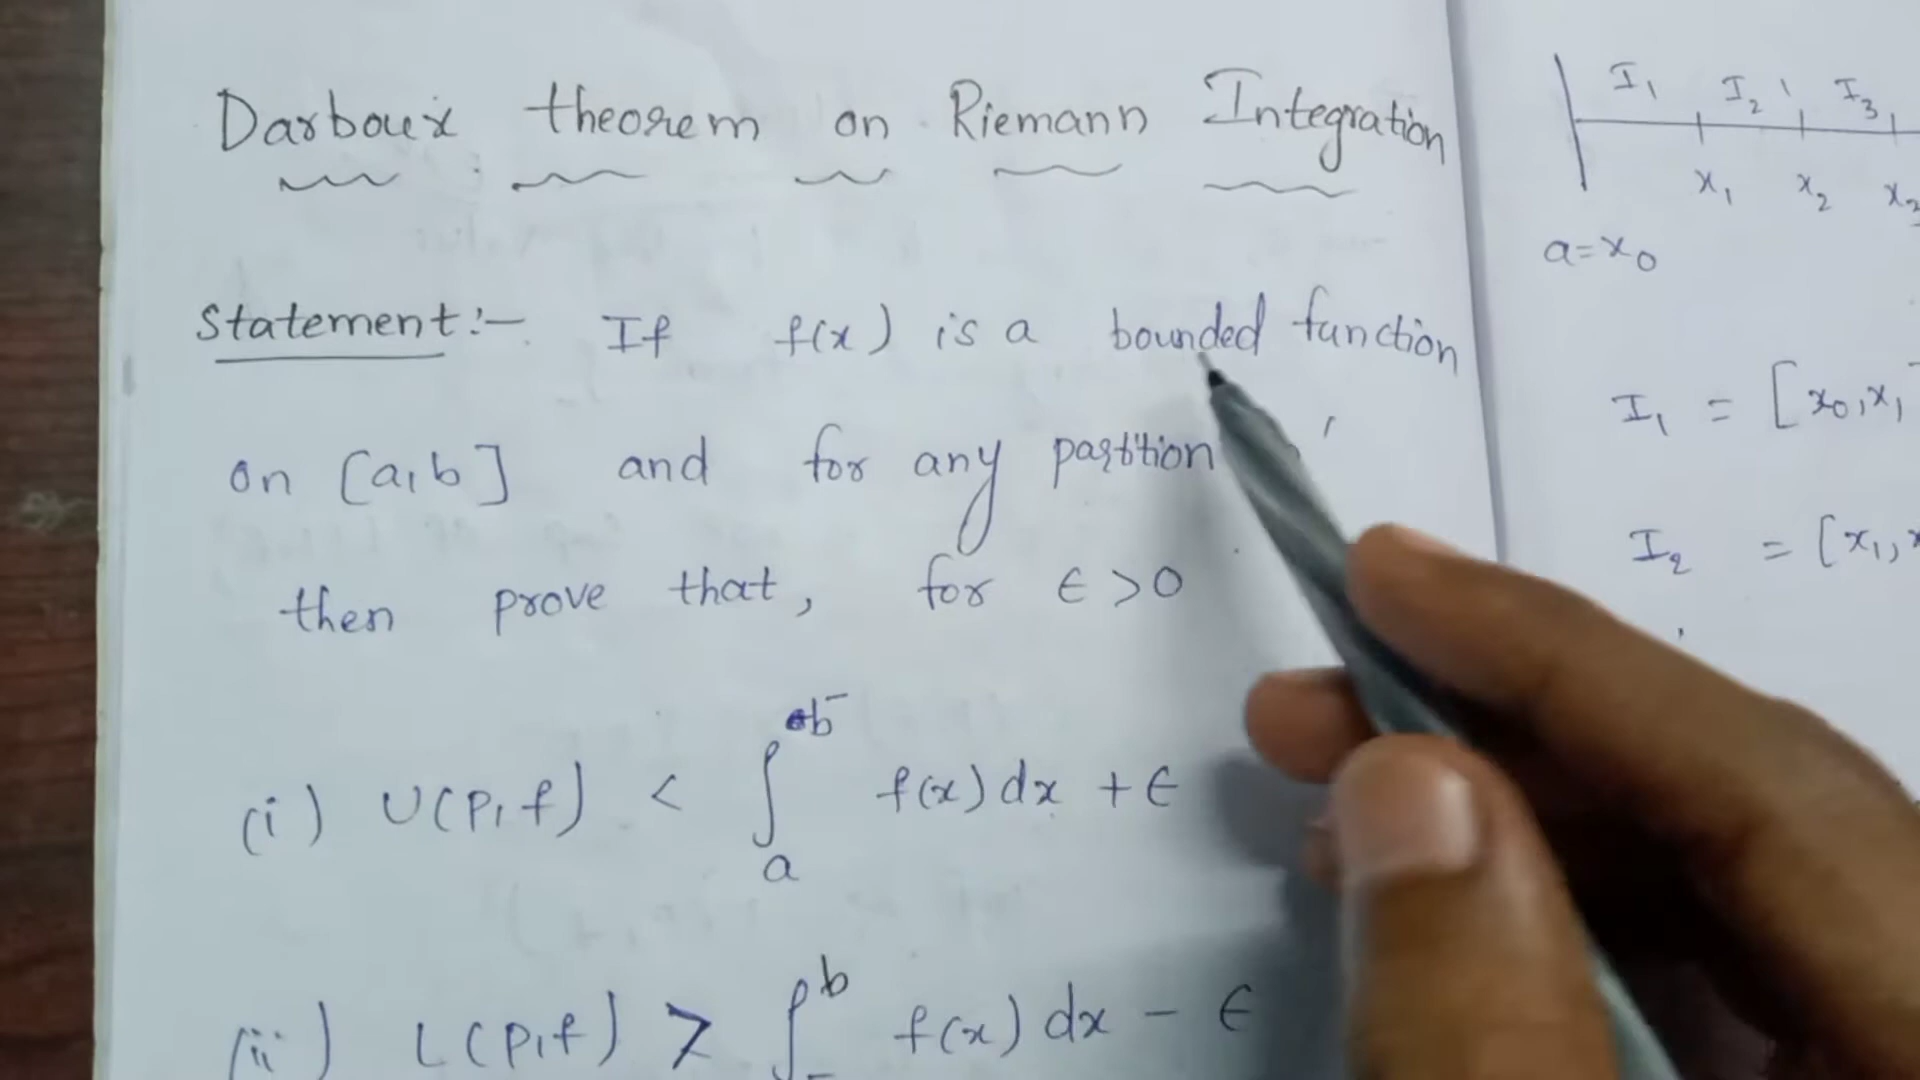 Darboux theorem on Riemann Integration
Statement:- If f(x) is a bounded function
on [a,b] and for any partition
then prove that, for ϵ>0
b̄
(i) U(P,f) < ∫ f(x)dx + ϵ
a
b
(ii) L(P,f) > ∫ f(x)dx - ϵ
I₁ I₂ I₃
x₁ x₂
a=x₀
I₁ = [x₀,x₁
I₂ = [x₁,